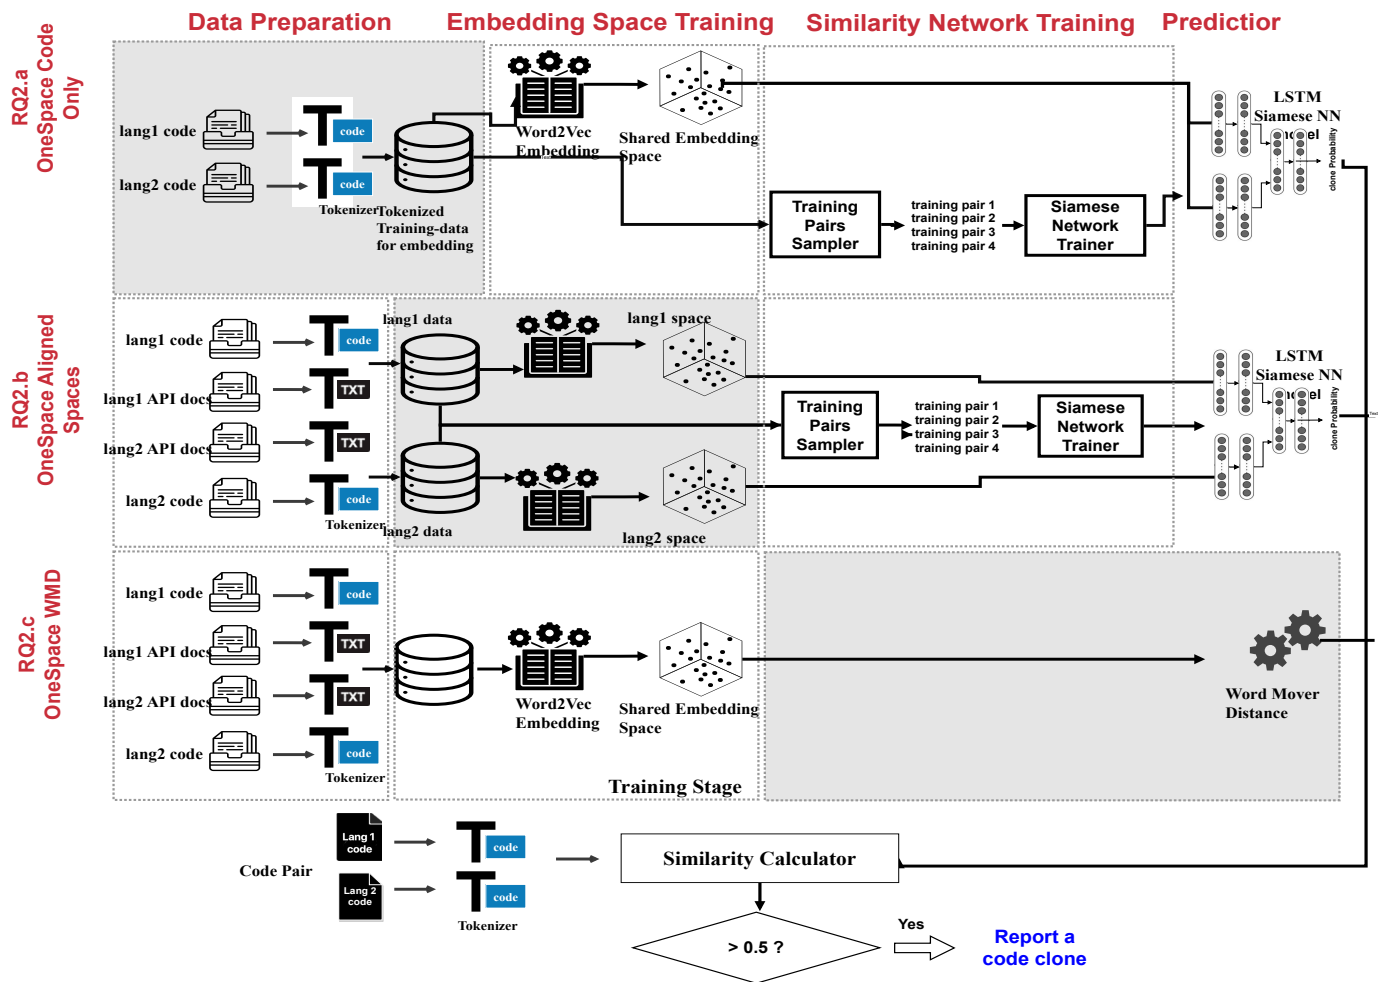 Data Preparation
Embedding Space Training
Similarity Network Training
Predictior
RQ2.a
OneSpace Code
Only
lang1 code
code
lang2 code
code
Tokenizer
Tokenized
Training-data
for embedding
Word2Vec
Embedding
Shared Embedding
Space
Training
Pairs
Sampler
training pair 1
training pair 2
training pair 3
training pair 4
Siamese
Network
Trainer
LSTM
Siamese NN
clone Probability
RQ2.b
OneSpace Aligned
Spaces
lang1 code
code
lang1 API docs
TXT
lang2 API docs
TXT
lang2 code
code
Tokenizer
lang1 data
lang2 data
lang1 space
lang2 space
Training
Pairs
Sampler
training pair 1
training pair 2
training pair 3
training pair 4
Siamese
Network
Trainer
LSTM
Siamese NN
clone Probability
RQ2.c
OneSpace WMD
lang1 code
code
lang1 API docs
TXT
lang2 API docs
TXT
lang2 code
code
Tokenizer
Word2Vec
Embedding
Shared Embedding
Space
Training Stage
Word Mover
Distance
Code Pair
Lang 1
code
code
Lang 2
code
code
Tokenizer
Similarity Calculator
> 0.5 ?
Yes
Report a
code clone